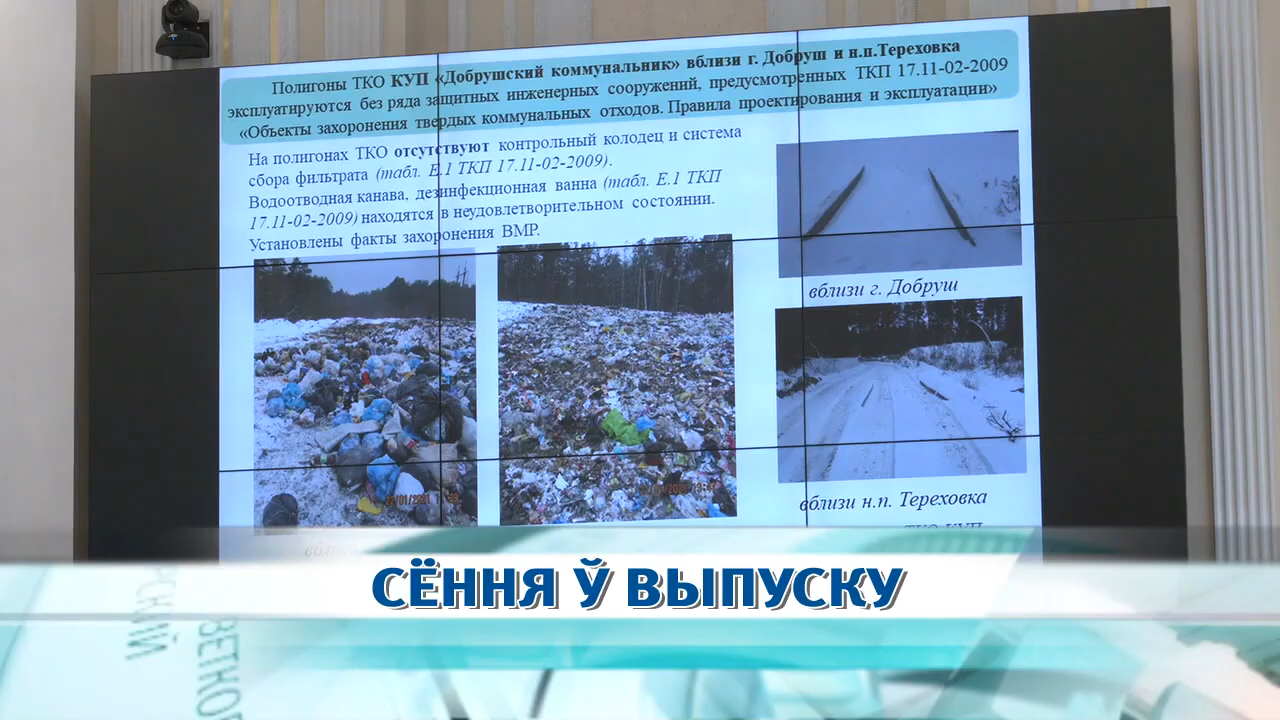 Полигоны ТКО КУП «Добрушский коммунальник» вблизи г. Добруш и н.п.Тереховка
эксплуатируются без ряда защитных инженерных сооружений, предусмотренных ТКП 17.11-02-2009
«Объекты захоронения твердых коммунальных отходов. Правила проектирования и эксплуатации»
На полигонах ТКО отсутствуют контрольный колодец и система
сбора фильтрата (табл. Е.1 ТКП 17.11-02-2009).
Водоотводная канава, дезинфекционная ванна (табл. Е.1 ТКП
17.11-02-2009) находятся в неудовлетворительном состоянии.
Установлены факты захоронения ВМР.
вблизи г. Добруш
вблизи н.п. Тереховка
ТКО КУП
СЁННЯ Ў ВЫПУСКУ